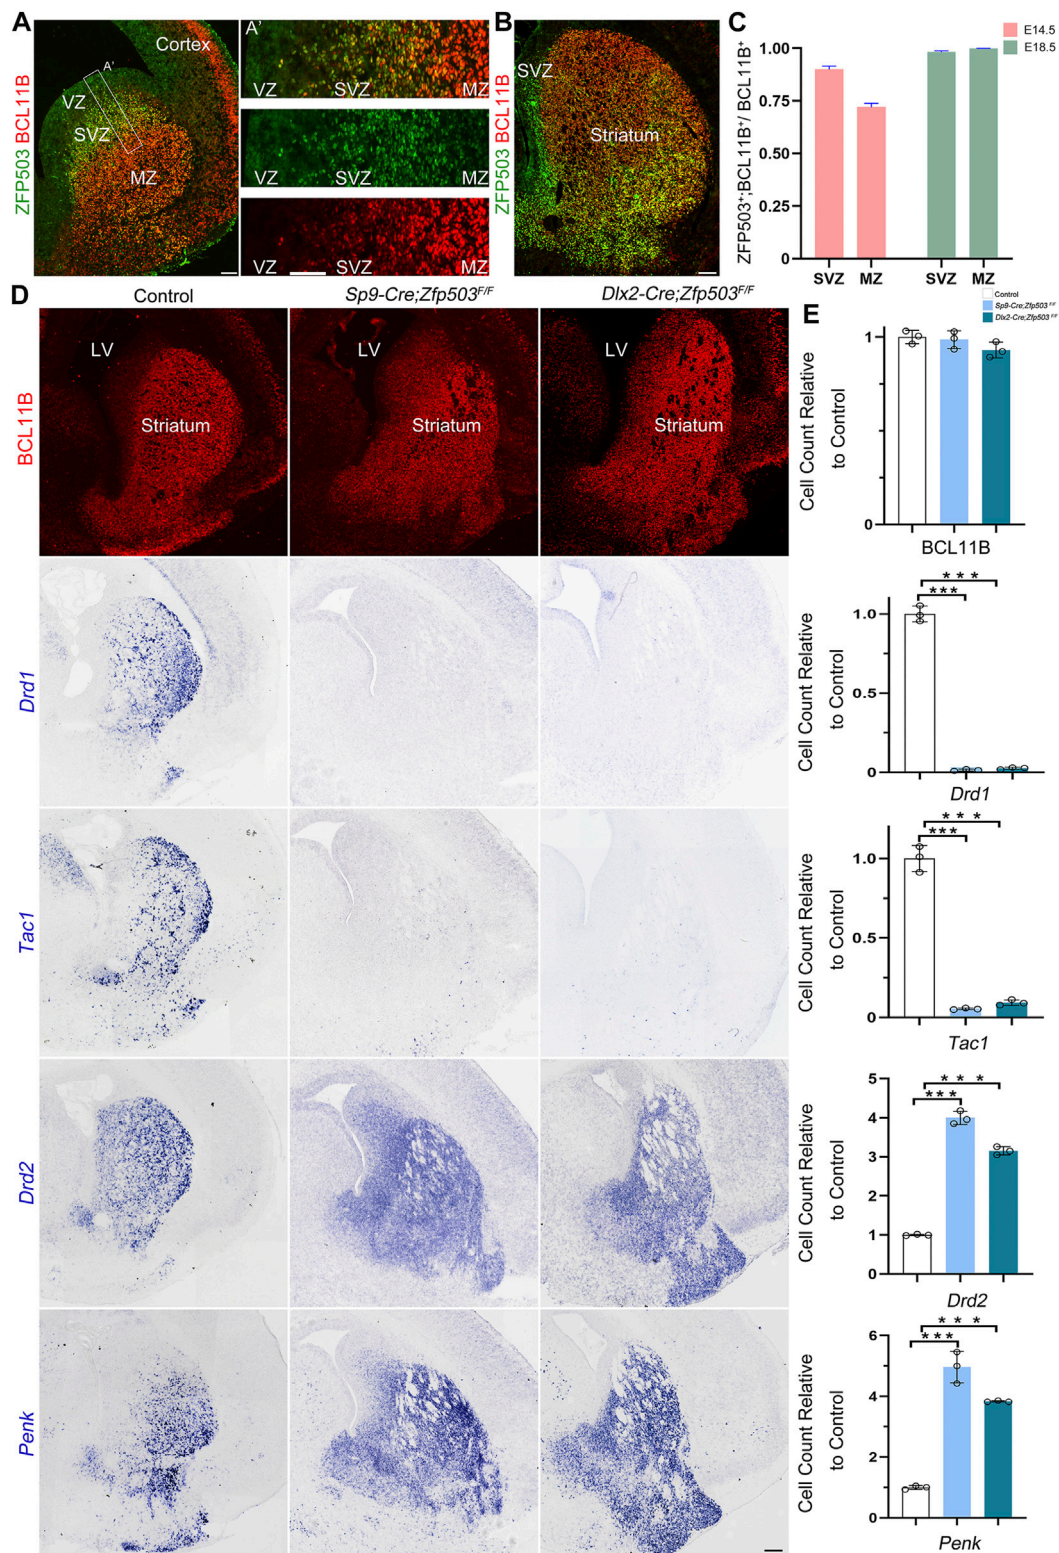 A
Cortex
A'
VZ
SVZ
MZ
ZFP503 BCL11B
A'
VZ
SVZ
MZ
VZ
SVZ
MZ
VZ
SVZ
MZ
B
SVZ
Striatum
ZFP503 BCL11B
C
E14.5
E18.5
ZFP503⁺;BCL11B⁺/ BCL11B⁺
1.00
0.75
0.50
0.25
0
SVZ MZ SVZ MZ
D
Control
Sp9-Cre;Zfp503F/F
Dlx2-Cre;Zfp503F/F
BCL11B
LV
Striatum
LV
Striatum
LV
Striatum
Drd1
Tac1
Drd2
Penk
E
Control
Sp9-Cre;Zfp503F/F
Dlx2-Cre;Zfp503F/F
Cell Count Relative
to Control
1
0.5
0
BCL11B
Cell Count Relative
to Control
1.0
0.5
0
***
***
Drd1
Cell Count Relative
to Control
1.0
0.5
0
***
***
Tac1
Cell Count Relative
to Control
5
4
3
2
1
0
***
***
Drd2
Cell Count Relative
to Control
6
4
2
0
***
***
Penk